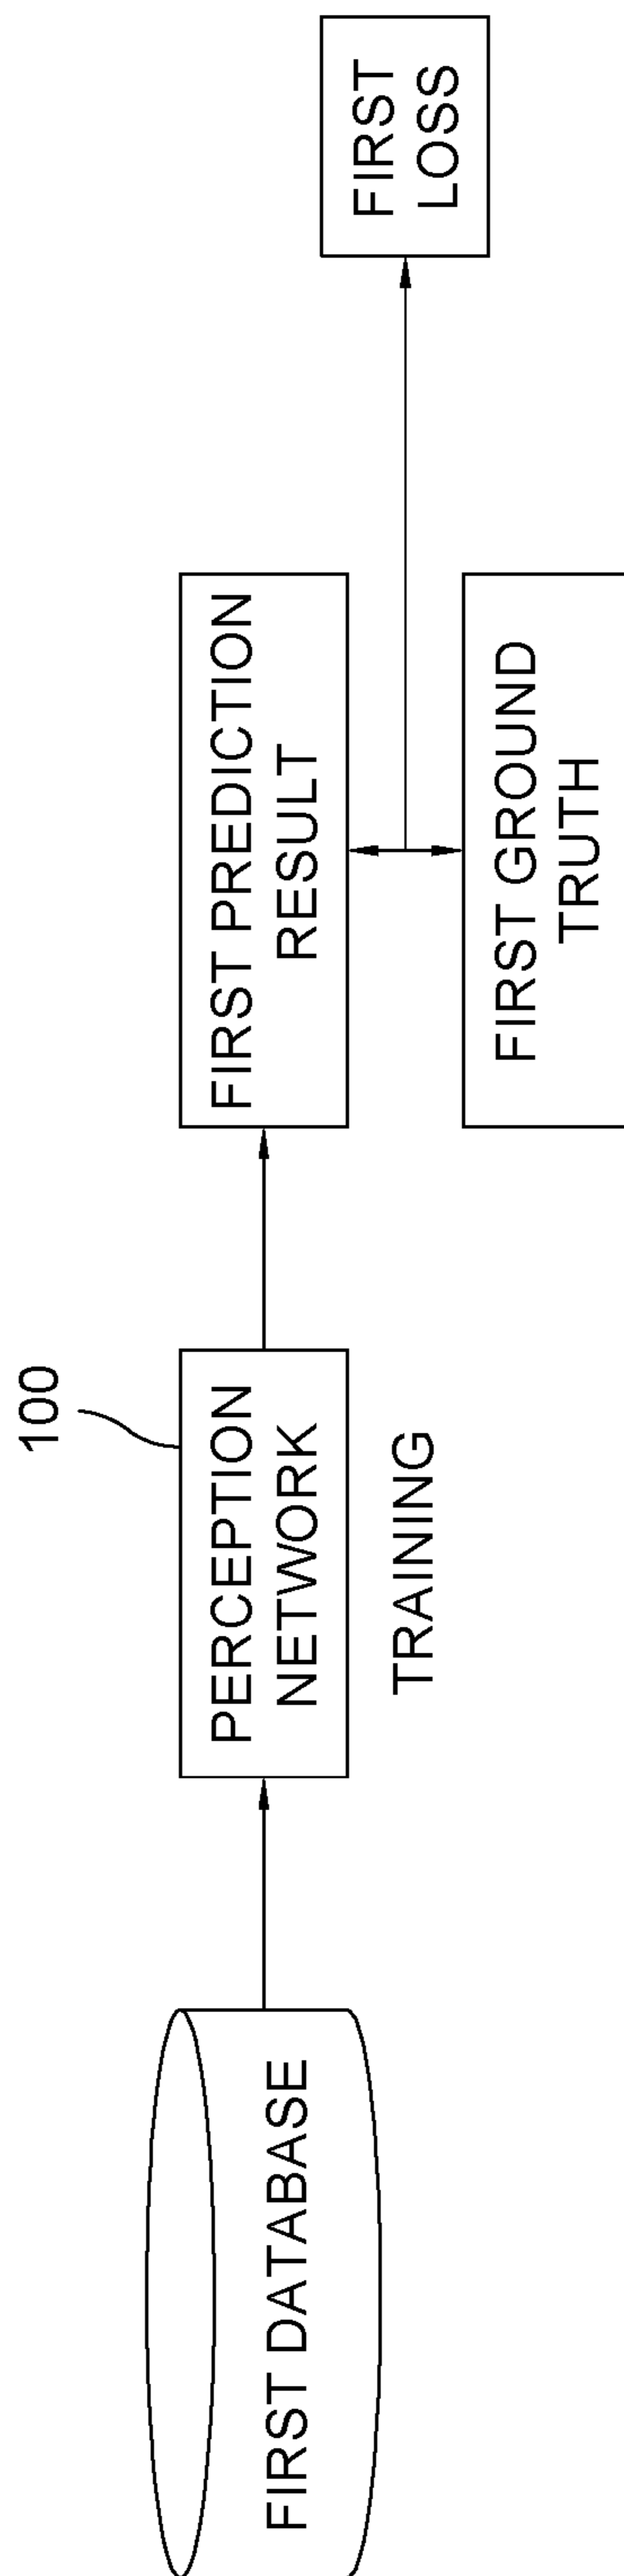 FIRST DATABASE
100
PERCEPTION
NETWORK
TRAINING
FIRST PREDICTION
RESULT
FIRST GROUND
TRUTH
FIRST
LOSS